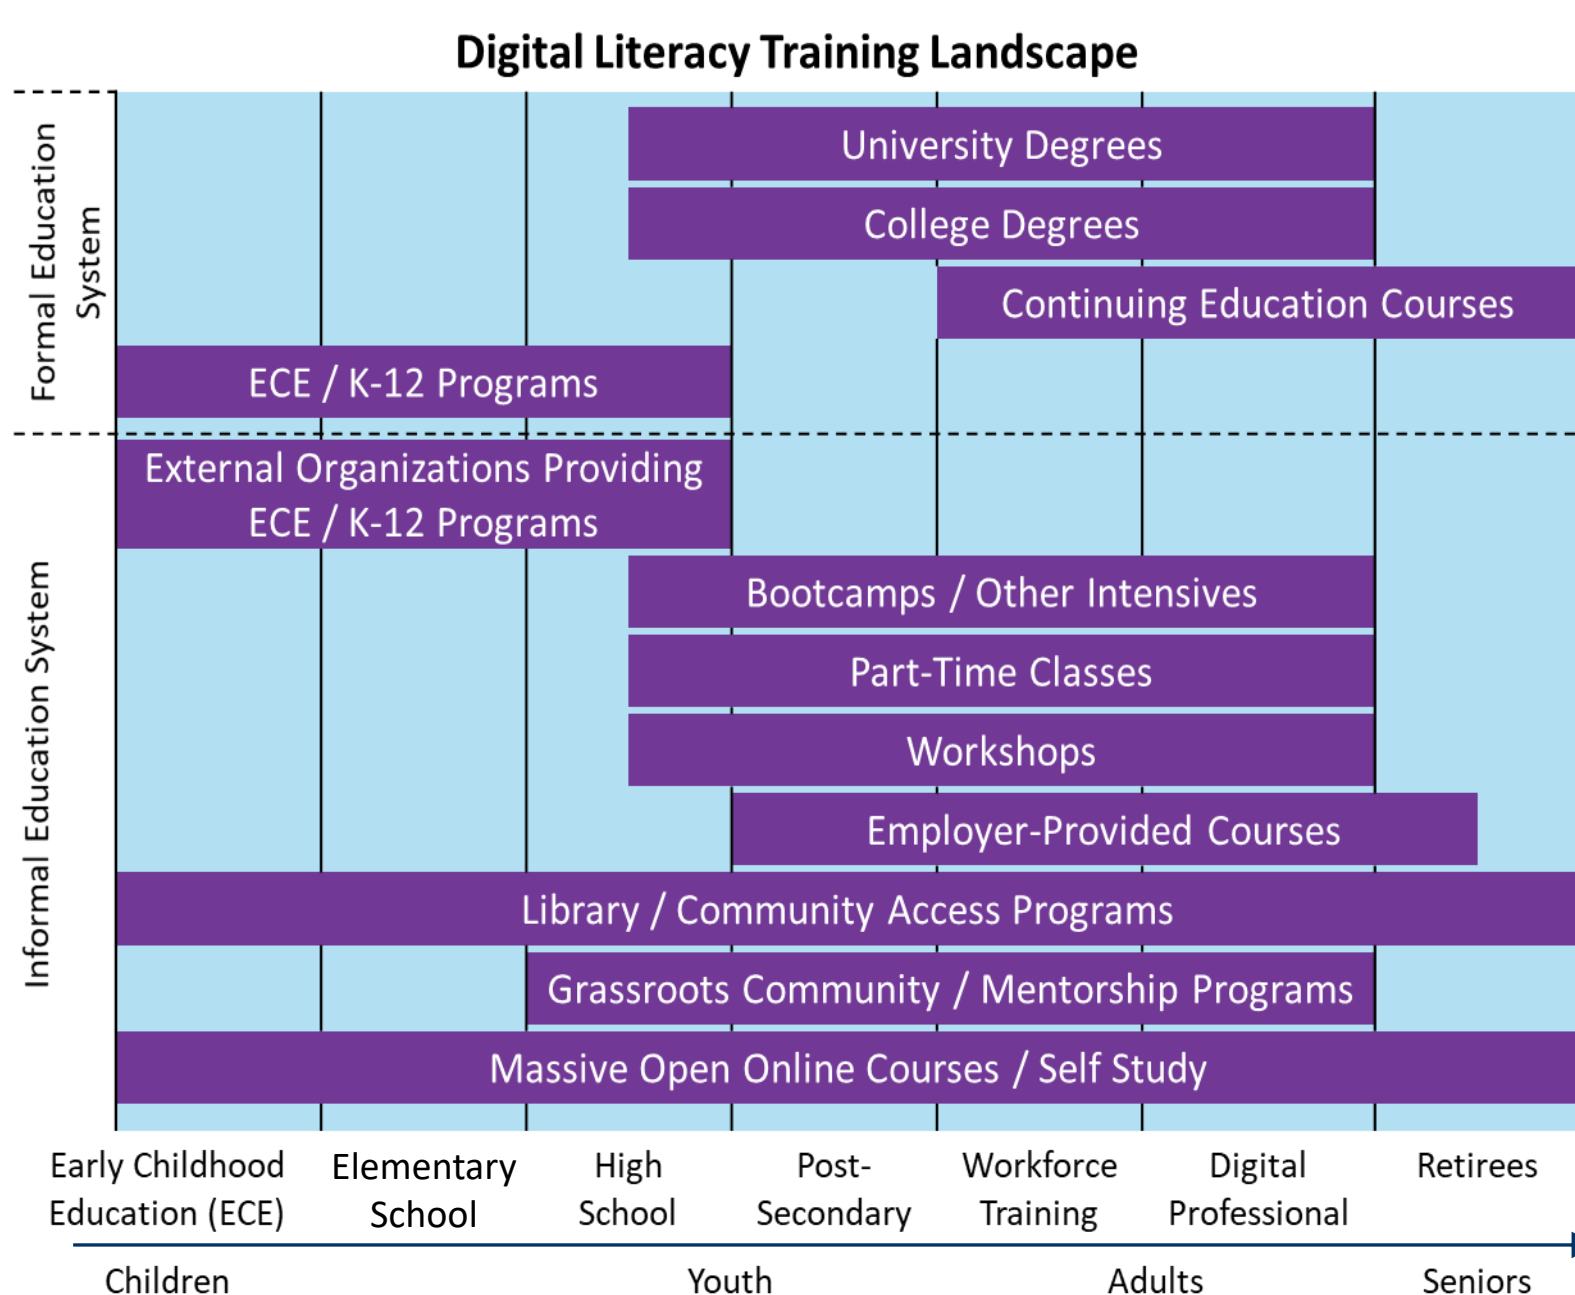 Digital Literacy Training Landscape
Formal Education
System
University Degrees
College Degrees
Continuing Education Courses
ECE / K-12 Programs
Informal Education System
External Organizations Providing
ECE / K-12 Programs
Bootcamps / Other Intensives
Part-Time Classes
Workshops
Employer-Provided Courses
Library / Community Access Programs
Grassroots Community / Mentorship Programs
Massive Open Online Courses / Self Study
Early Childhood
Education (ECE)
Elementary
School
High
School
Post-
Secondary
Workforce
Training
Digital
Professional
Retirees
Children
Youth
Adults
Seniors